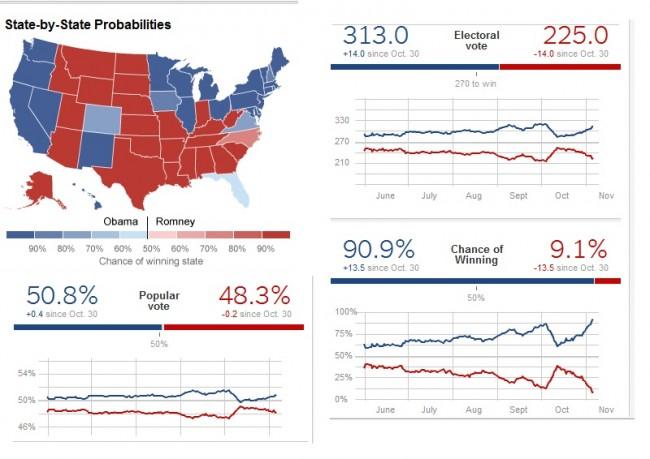 State-by-State Probabilities
Obama Romney
90% 80% 70% 60% 50% 60% 70% 80% 90%
Chance of winning state
50.8%
+0.4 since Oct. 30
Popular
vote
48.3%
-0.2 since Oct. 30
50%
54%
50%
46%
313.0
+14.0 since Oct. 30
Electoral
vote
225.0
-14.0 since Oct. 30
270 to win
330
270
210
June July Aug Sept Oct Nov
90.9%
+13.5 since Oct. 30
Chance of
Winning
9.1%
-13.5 since Oct. 30
50%
100%
75%
50%
25%
0%
June July Aug Sept Oct Nov